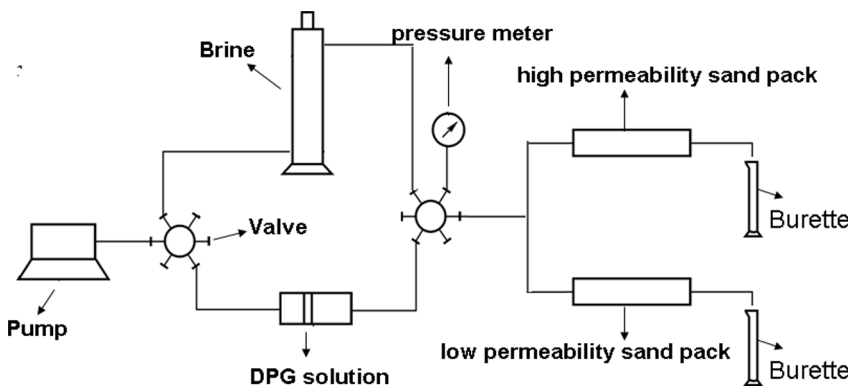 Brine
pressure meter
high permeability sand pack
Burette
Valve
Pump
DPG solution
low permeability sand pack
Burette